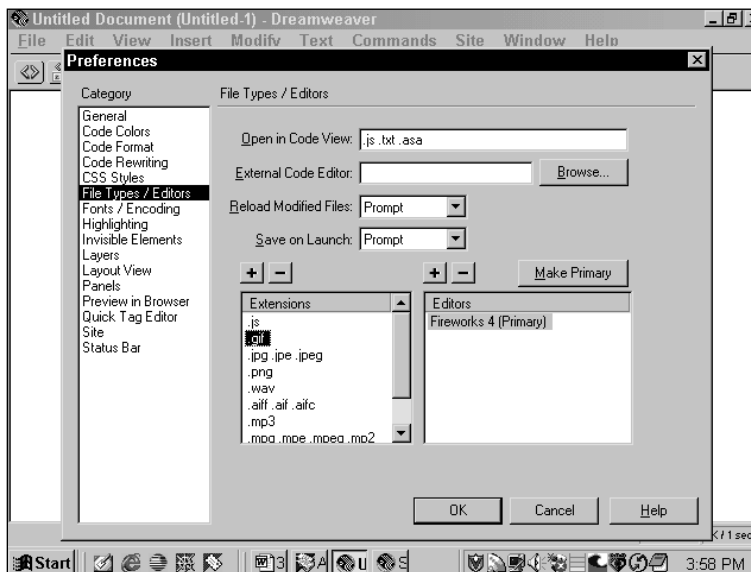 Untitled Document (Untitled-1) - Dreamweaver
File Edit View Insert Modify Text Commands Site Window Help
Preferences
Category
General
Code Colors
Code Format
Code Rewriting
CSS Styles
File Types / Editors
Fonts / Encoding
Highlighting
Invisible Elements
Layers
Layout View
Panels
Preview in Browser
Quick Tag Editor
Site
Status Bar
File Types / Editors
Open in Code View: .js .txt .asa
External Code Editor: Browse...
Reload Modified Files: Prompt
Save on Launch: Prompt
+ − + − Make Primary
Extensions
.js
.gif
.jpg .jpe .jpeg
.png
.wav
.aiff .aif .aifc
.mp3
.mpg .mpe .mpeg .mp2
Editors
Fireworks 4 (Primary)
OK Cancel Help
K / 1 sec
Start 3 A U S 3:58 PM